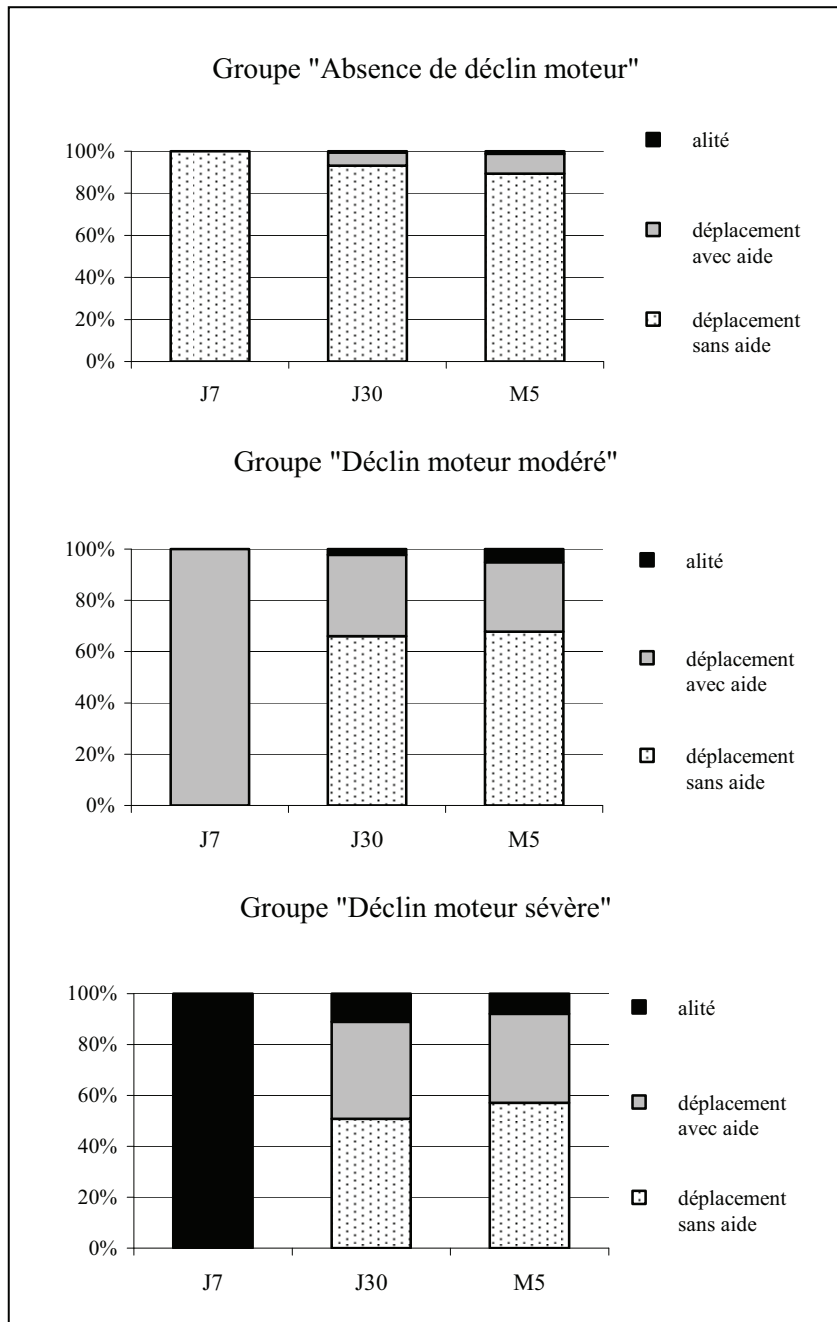 Groupe "Absence de déclin moteur"
100%
80%
60%
40%
20%
0%
J7 J30 M5
alité
déplacement
avec aide
déplacement
sans aide
Groupe "Déclin moteur modéré"
100%
80%
60%
40%
20%
0%
J7 J30 M5
alité
déplacement
avec aide
déplacement
sans aide
Groupe "Déclin moteur sévère"
100%
80%
60%
40%
20%
0%
J7 J30 M5
alité
déplacement
avec aide
déplacement
sans aide